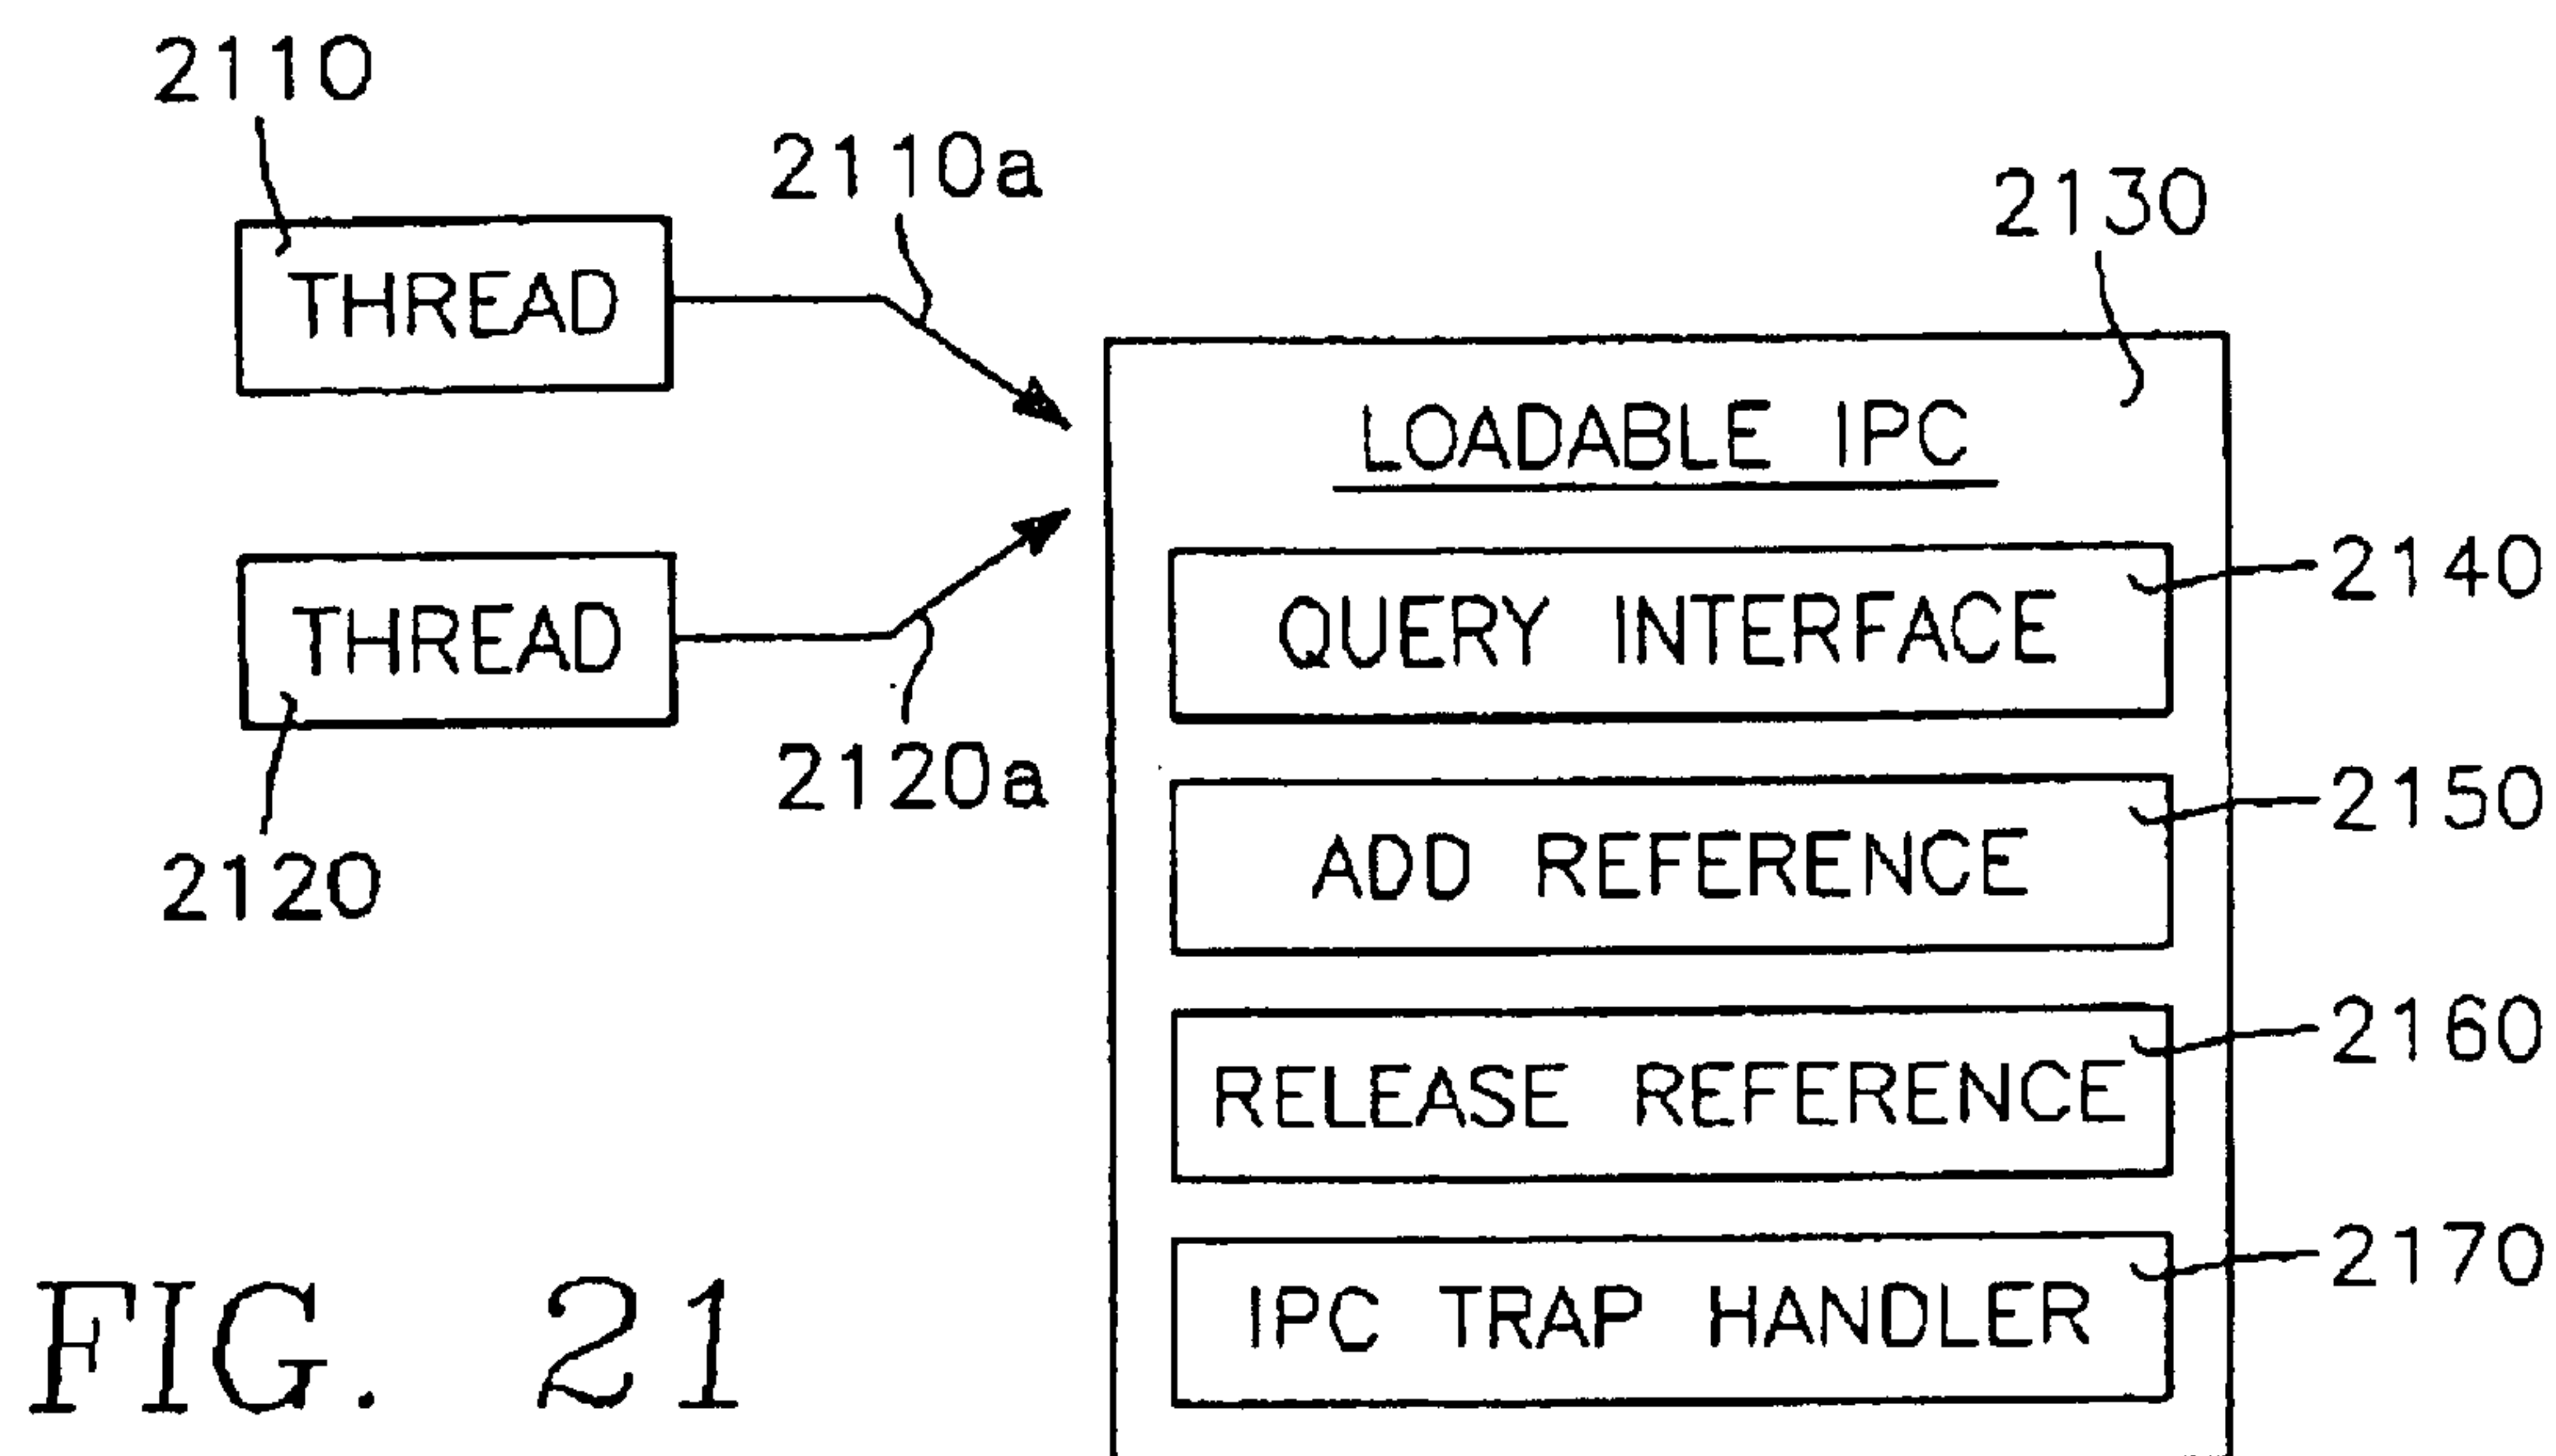 2110
2110a
2130
THREAD
LOADABLE IPC
2140
QUERY INTERFACE
THREAD
2120a
2150
2120
ADD REFERENCE
2160
RELEASE REFERENCE
2170
IPC TRAP HANDLER
FIG. 21